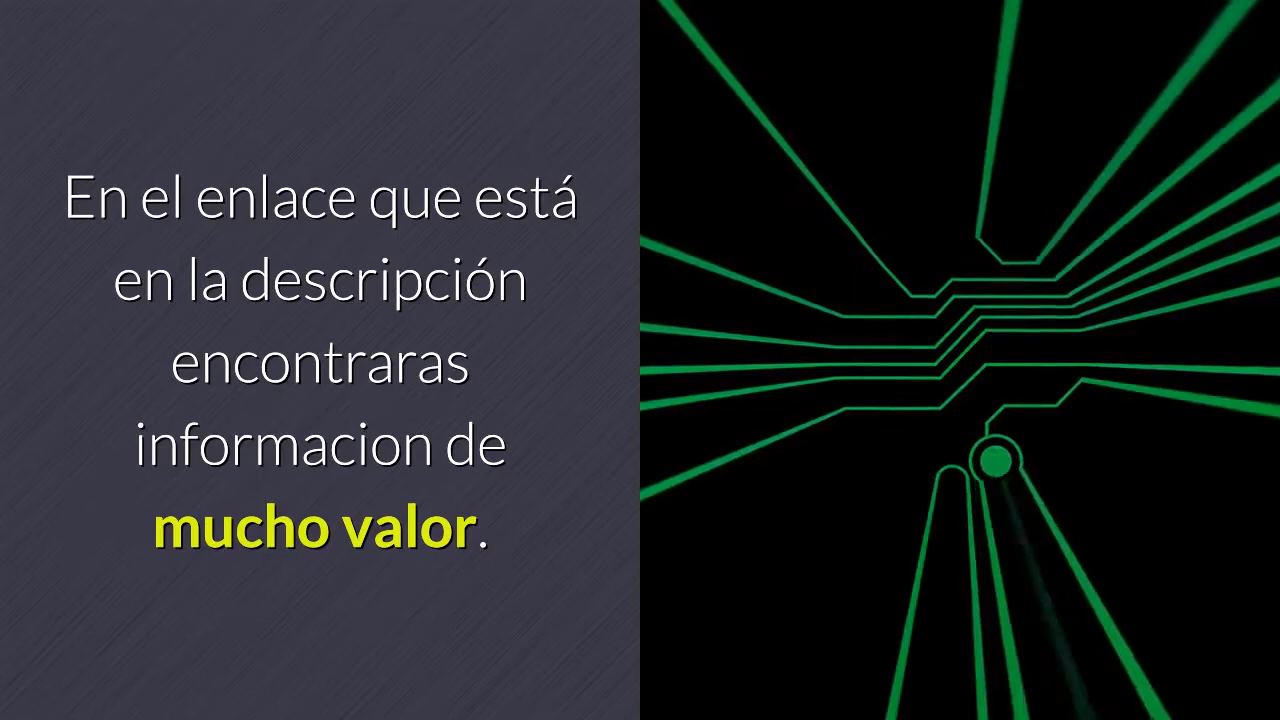 En el enlace que está
en la descripción
encontraras
informacion de
mucho valor.